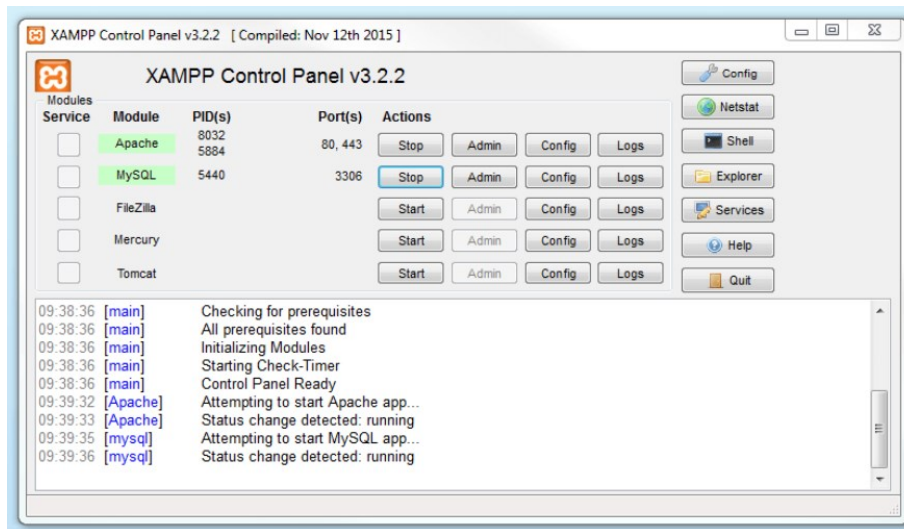 XAMPP Control Panel v3.2.2 [ Compiled: Nov 12th 2015 ]
XAMPP Control Panel v3.2.2
Config
Modules
Service Module PID(s) Port(s) Actions
Netstat
Apache 8032 5884 80, 443 Stop Admin Config Logs
Shell
MySQL 5440 3306 Stop Admin Config Logs
Explorer
FileZilla Start Admin Config Logs
Services
Mercury Start Admin Config Logs
Help
Tomcat Start Admin Config Logs
Quit
09:38:36 [main] Checking for prerequisites
09:38:36 [main] All prerequisites found
09:38:36 [main] Initializing Modules
09:38:36 [main] Starting Check-Timer
09:38:36 [main] Control Panel Ready
09:39:32 [Apache] Attempting to start Apache app...
09:39:33 [Apache] Status change detected: running
09:39:35 [mysql] Attempting to start MySQL app...
09:39:36 [mysql] Status change detected: running